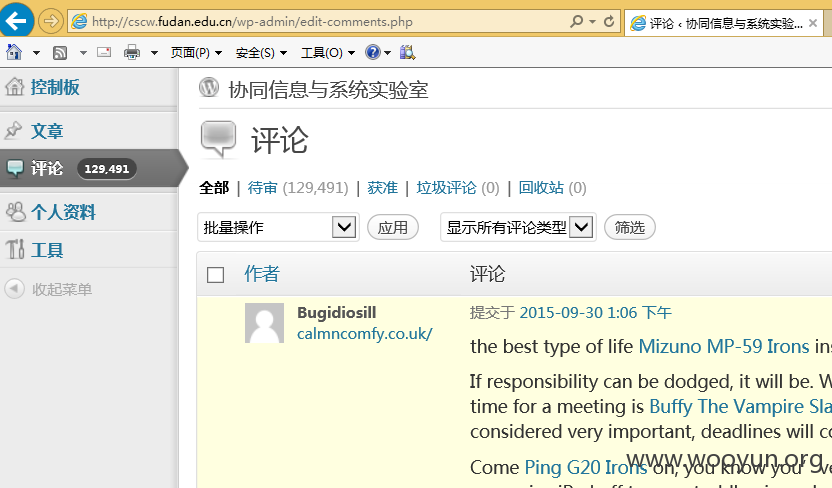 http://cscw.fudan.edu.cn/wp-admin/edit-comments.php
评论 ‹ 协同信息与系统实验...
页面(P) 安全(S) 工具(O)
控制板
文章
评论 129,491
个人资料
工具
收起菜单
协同信息与系统实验室
评论
全部 | 待审 (129,491) | 获准 | 垃圾评论 (0) | 回收站 (0)
批量操作 应用 显示所有评论类型 筛选
作者 评论
Bugidiosill
calmncomfy.co.uk/
提交于 2015-09-30 1:06 下午
the best type of life Mizuno MP-59 Irons ins
If responsibility can be dodged, it will be. W
time for a meeting is Buffy The Vampire Sla
considered very important, deadlines will co
Come Ping G20 Irons on, you know you' ve
www.wooyun.org